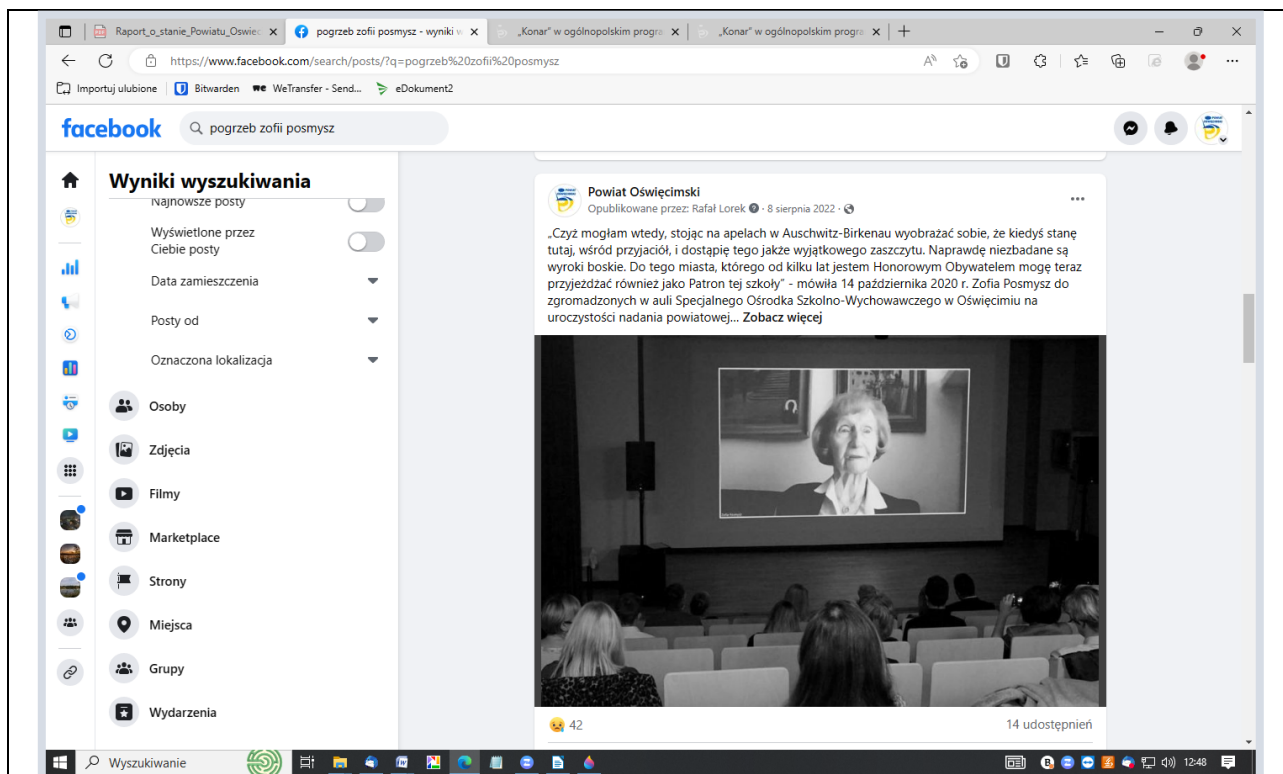 Raport_o_stanie_Powiatu_Oswiec
pogrzeb zofii posmysz - wyniki w
„Konar” w ogólnopolskim progra
„Konar” w ogólnopolskim progra
https://www.facebook.com/search/posts/?q=pogrzeb%20zofii%20posmysz
Importuj ulubione
Bitwarden
WeTransfer - Send...
eDokument2
facebook
pogrzeb zofii posmysz
Wyniki wyszukiwania
Najnowsze posty
Wyświetlone przez
Ciebie posty
Data zamieszczenia
Posty od
Oznaczona lokalizacja
Osoby
Zdjęcia
Filmy
Marketplace
Strony
Miejsca
Grupy
Wydarzenia
Powiat Oświęcimski
Opublikowane przez: Rafał Lorek · 8 sierpnia 2022 ·
„Czyż mogłam wtedy, stojąc na apelach w Auschwitz-Birkenau wyobrażać sobie, że kiedyś stanę
tutaj, wśród przyjaciół, i dostąpię tego jakże wyjątkowego zaszczytu. Naprawdę niezbadane są
wyroki boskie. Do tego miasta, którego od kilku lat jestem Honorowym Obywatelem mogę teraz
przyjeżdżać również jako Patron tej szkoły” - mówiła 14 października 2020 r. Zofia Posmysz do
zgromadzonych w auli Specjalnego Ośrodka Szkolno-Wychowawczego w Oświęcimiu na
uroczystości nadania powiatowej... Zobacz więcej
42
14 udostępnień
Wyszukiwanie
12:48